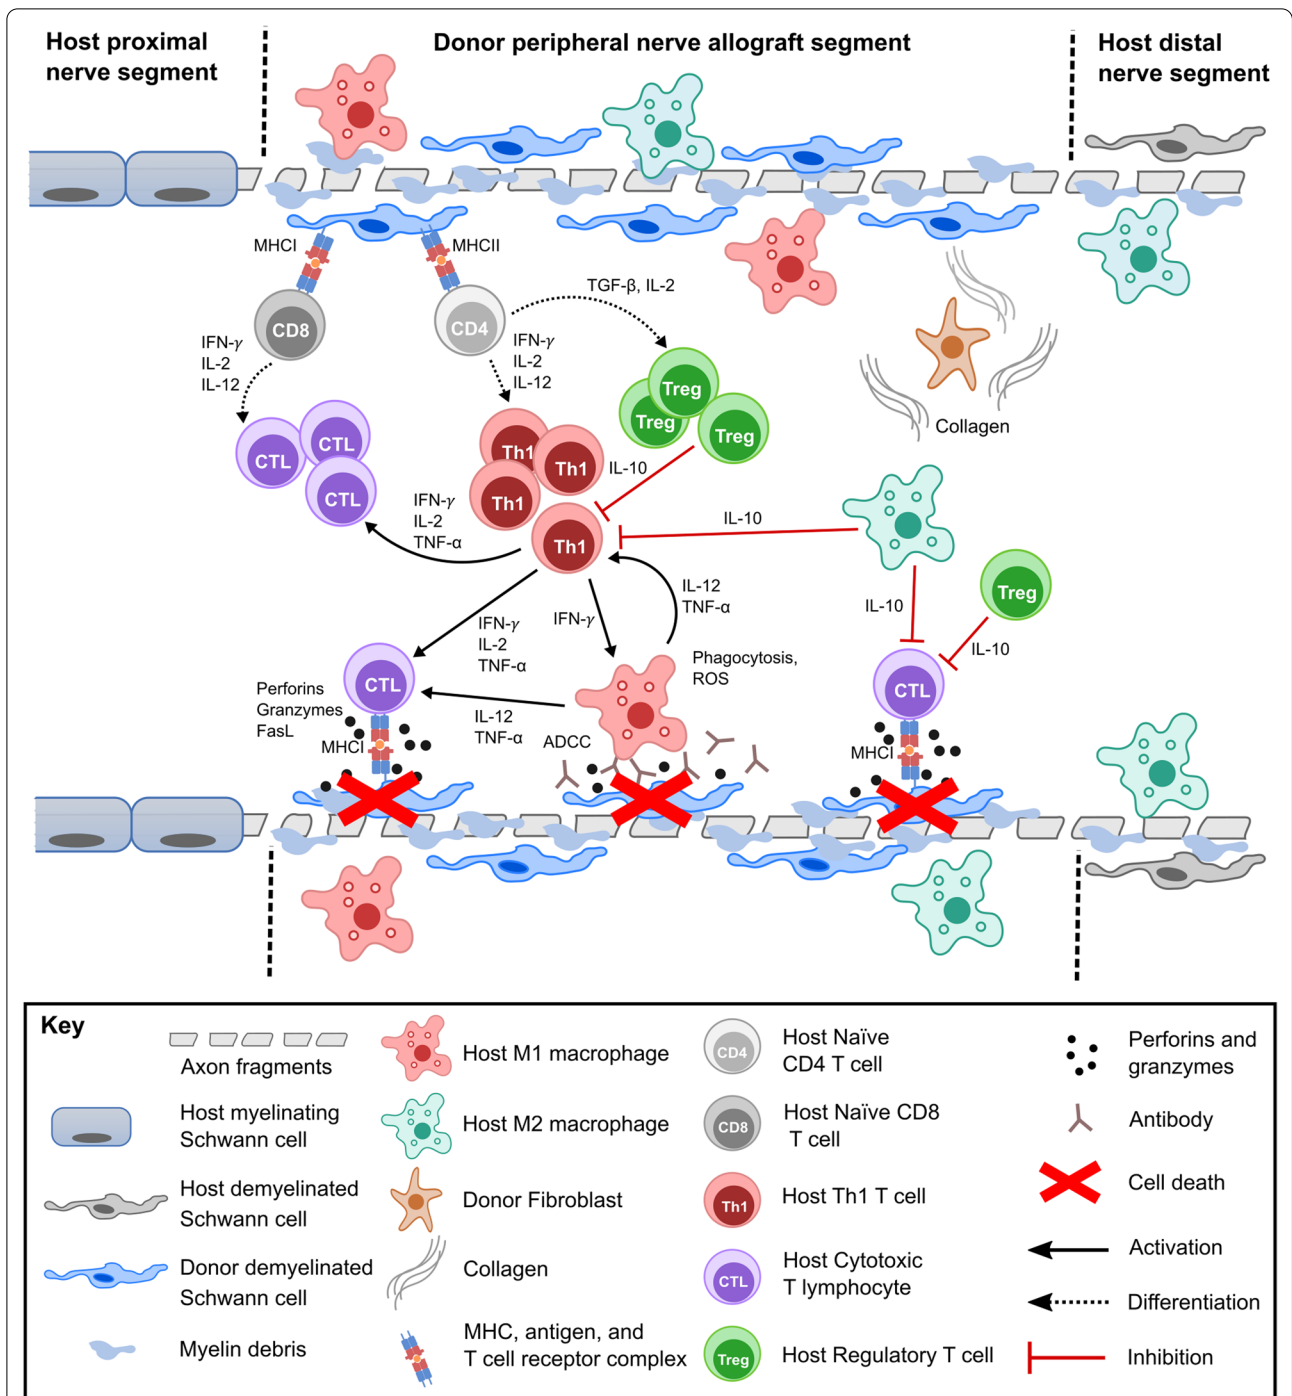 Host proximal
nerve segment
Donor peripheral nerve allograft segment
Host distal
nerve segment
MHCI
MHCII
TGF-β, IL-2
CD8
CD4
IFN-γ
IL-2
IL-12
IFN-γ
IL-2
IL-12
Treg
Treg
Treg
Collagen
CTL
CTL
CTL
Th1
Th1
Th1
IL-10
IFN-γ
IL-2
TNF-α
Th1
IL-10
IL-12
TNF-α
IFN-γ
IFN-γ
IL-2
TNF-α
IL-10
Treg
IL-10
Phagocytosis,
ROS
CTL
CTL
Perforins
Granzymes
FasL
MHCI
IL-12
TNF-α
ADCC
MHCI
Key
Axon fragments
Host myelinating
Schwann cell
Host demyelinated
Schwann cell
Donor demyelinated
Schwann cell
Myelin debris
Host M1 macrophage
Host M2 macrophage
Donor Fibroblast
Collagen
MHC, antigen, and
T cell receptor complex
CD4
Host Naïve
CD4 T cell
CD8
Host Naïve CD8
T cell
Th1
Host Th1 T cell
CTL
Host Cytotoxic
T lymphocyte
Treg
Host Regulatory T cell
Perforins and
granzymes
Antibody
Cell death
Activation
Differentiation
Inhibition